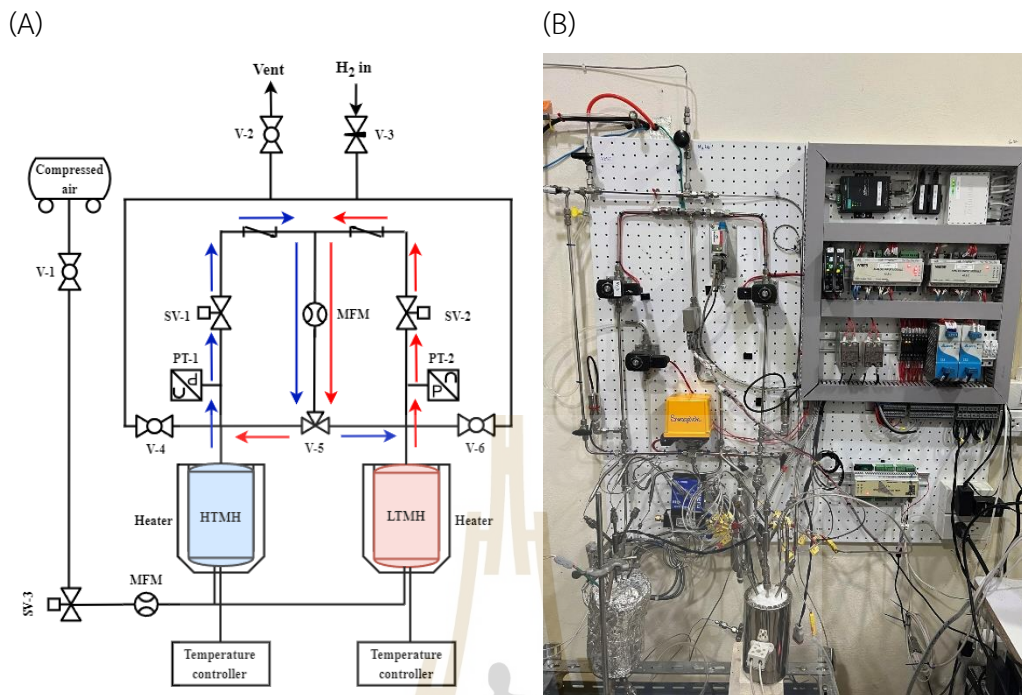 (A)
(B)
Vent
H₂ in
V-2
V-3
Compressed
air
V-1
SV-1
MFM
SV-2
PT-1
PT-2
V-4
V-5
V-6
HTMH
LTMH
Heater
Heater
MFM
SV-3
Temperature
controller
Temperature
controller
Swagelok